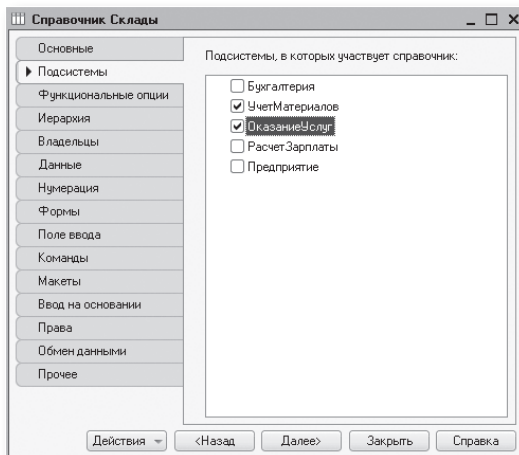 Справочник Склады
Основные
Подсистемы
Функциональные опции
Иерархия
Владельцы
Данные
Нумерация
Формы
Поле ввода
Команды
Макеты
Ввод на основании
Права
Обмен данными
Прочее
Подсистемы, в которых участвует справочник:
Бухгалтерия
УчетМатериалов
ОказаниеУслуг
РасчетЗарплаты
Предприятие
Действия
<Назад
Далее>
Закрыть
Справка